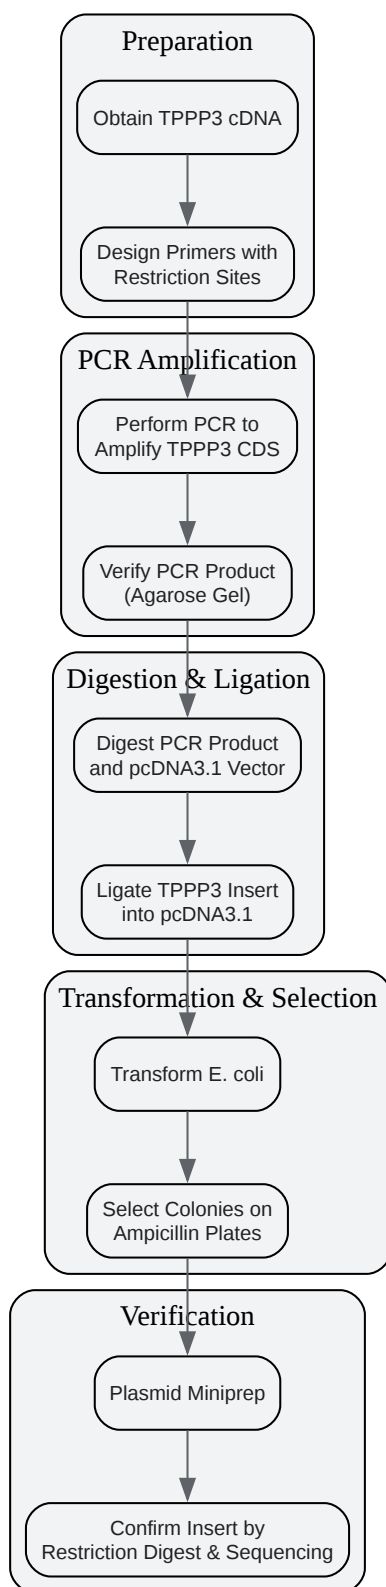 Preparation
Obtain TPPP3 cDNA
Design Primers with
Restriction Sites
PCR Amplification
Perform PCR to
Amplify TPPP3 CDS
Verify PCR Product
(Agarose Gel)
Digestion & Ligation
Digest PCR Product
and pcDNA3.1 Vector
Ligate TPPP3 Insert
into pcDNA3.1
Transformation & Selection
Transform E. coli
Select Colonies on
Ampicillin Plates
Verification
Plasmid Miniprep
Confirm Insert by
Restriction Digest & Sequencing